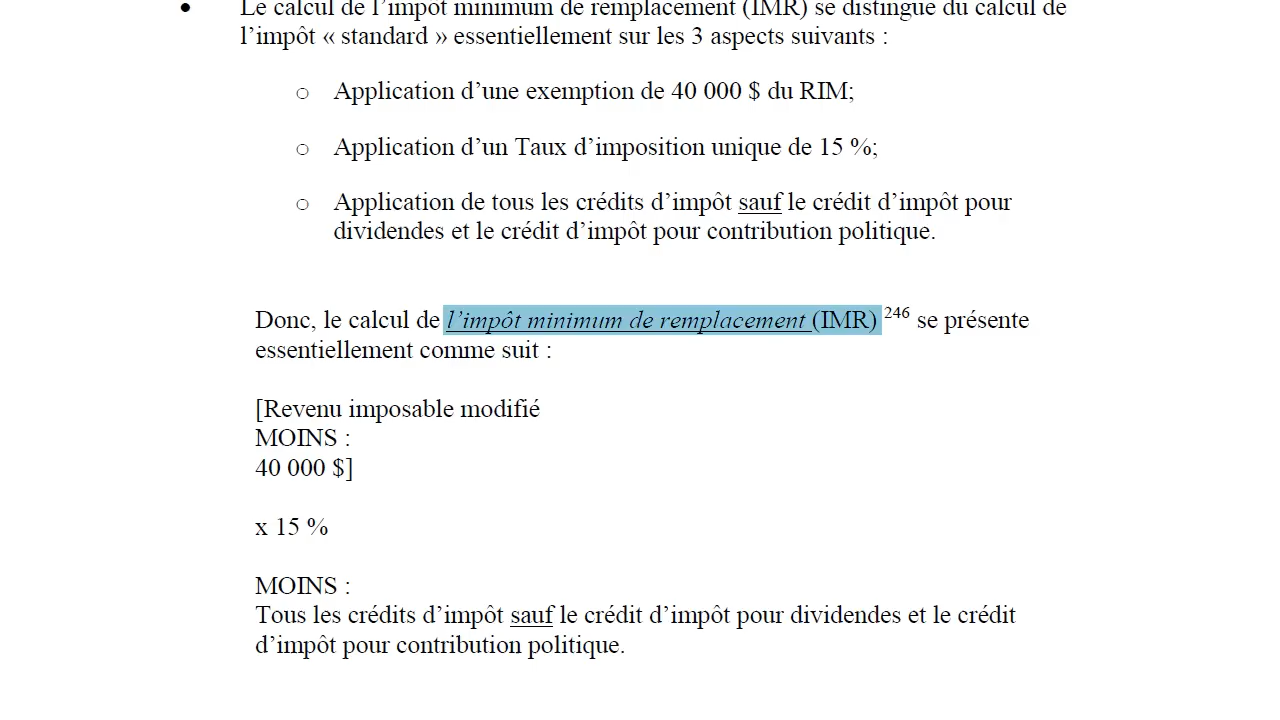 • Le calcul de l’impôt minimum de remplacement (IMR) se distingue du calcul de
l’impôt « standard » essentiellement sur les 3 aspects suivants :
o Application d’une exemption de 40 000 $ du RIM;
o Application d’un Taux d’imposition unique de 15 %;
o Application de tous les crédits d’impôt sauf le crédit d’impôt pour
dividendes et le crédit d’impôt pour contribution politique.
Donc, le calcul de l’impôt minimum de remplacement (IMR) 246 se présente
essentiellement comme suit :
[Revenu imposable modifié
MOINS :
40 000 $]
x 15 %
MOINS :
Tous les crédits d’impôt sauf le crédit d’impôt pour dividendes et le crédit
d’impôt pour contribution politique.